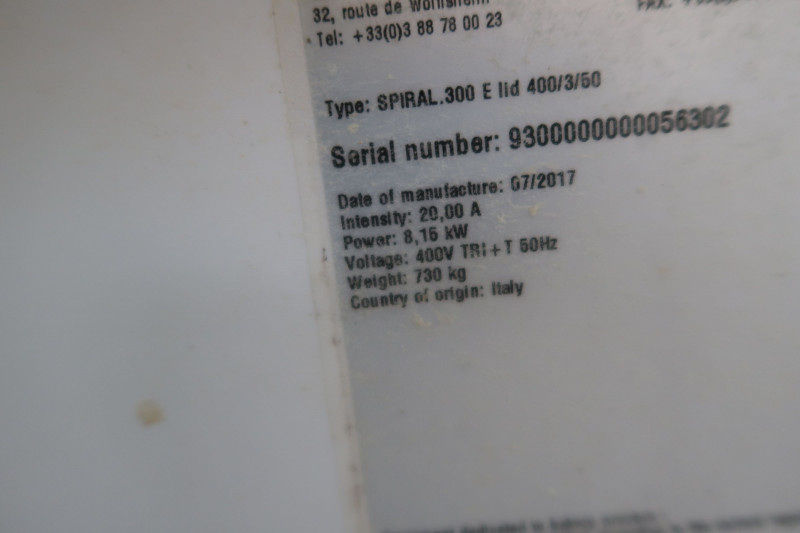 32, route de Wolfisheim
Tel: +33(0)3 88 78 00 23
Type: SPIRAL.300 E lid 400/3/50
Serial number: 9300000000056302
Date of manufacture: 07/2017
Intensity: 20,00 A
Power: 8,15 kW
Voltage: 400V TRI+T 50Hz
Weight: 730 kg
Country of origin: Italy